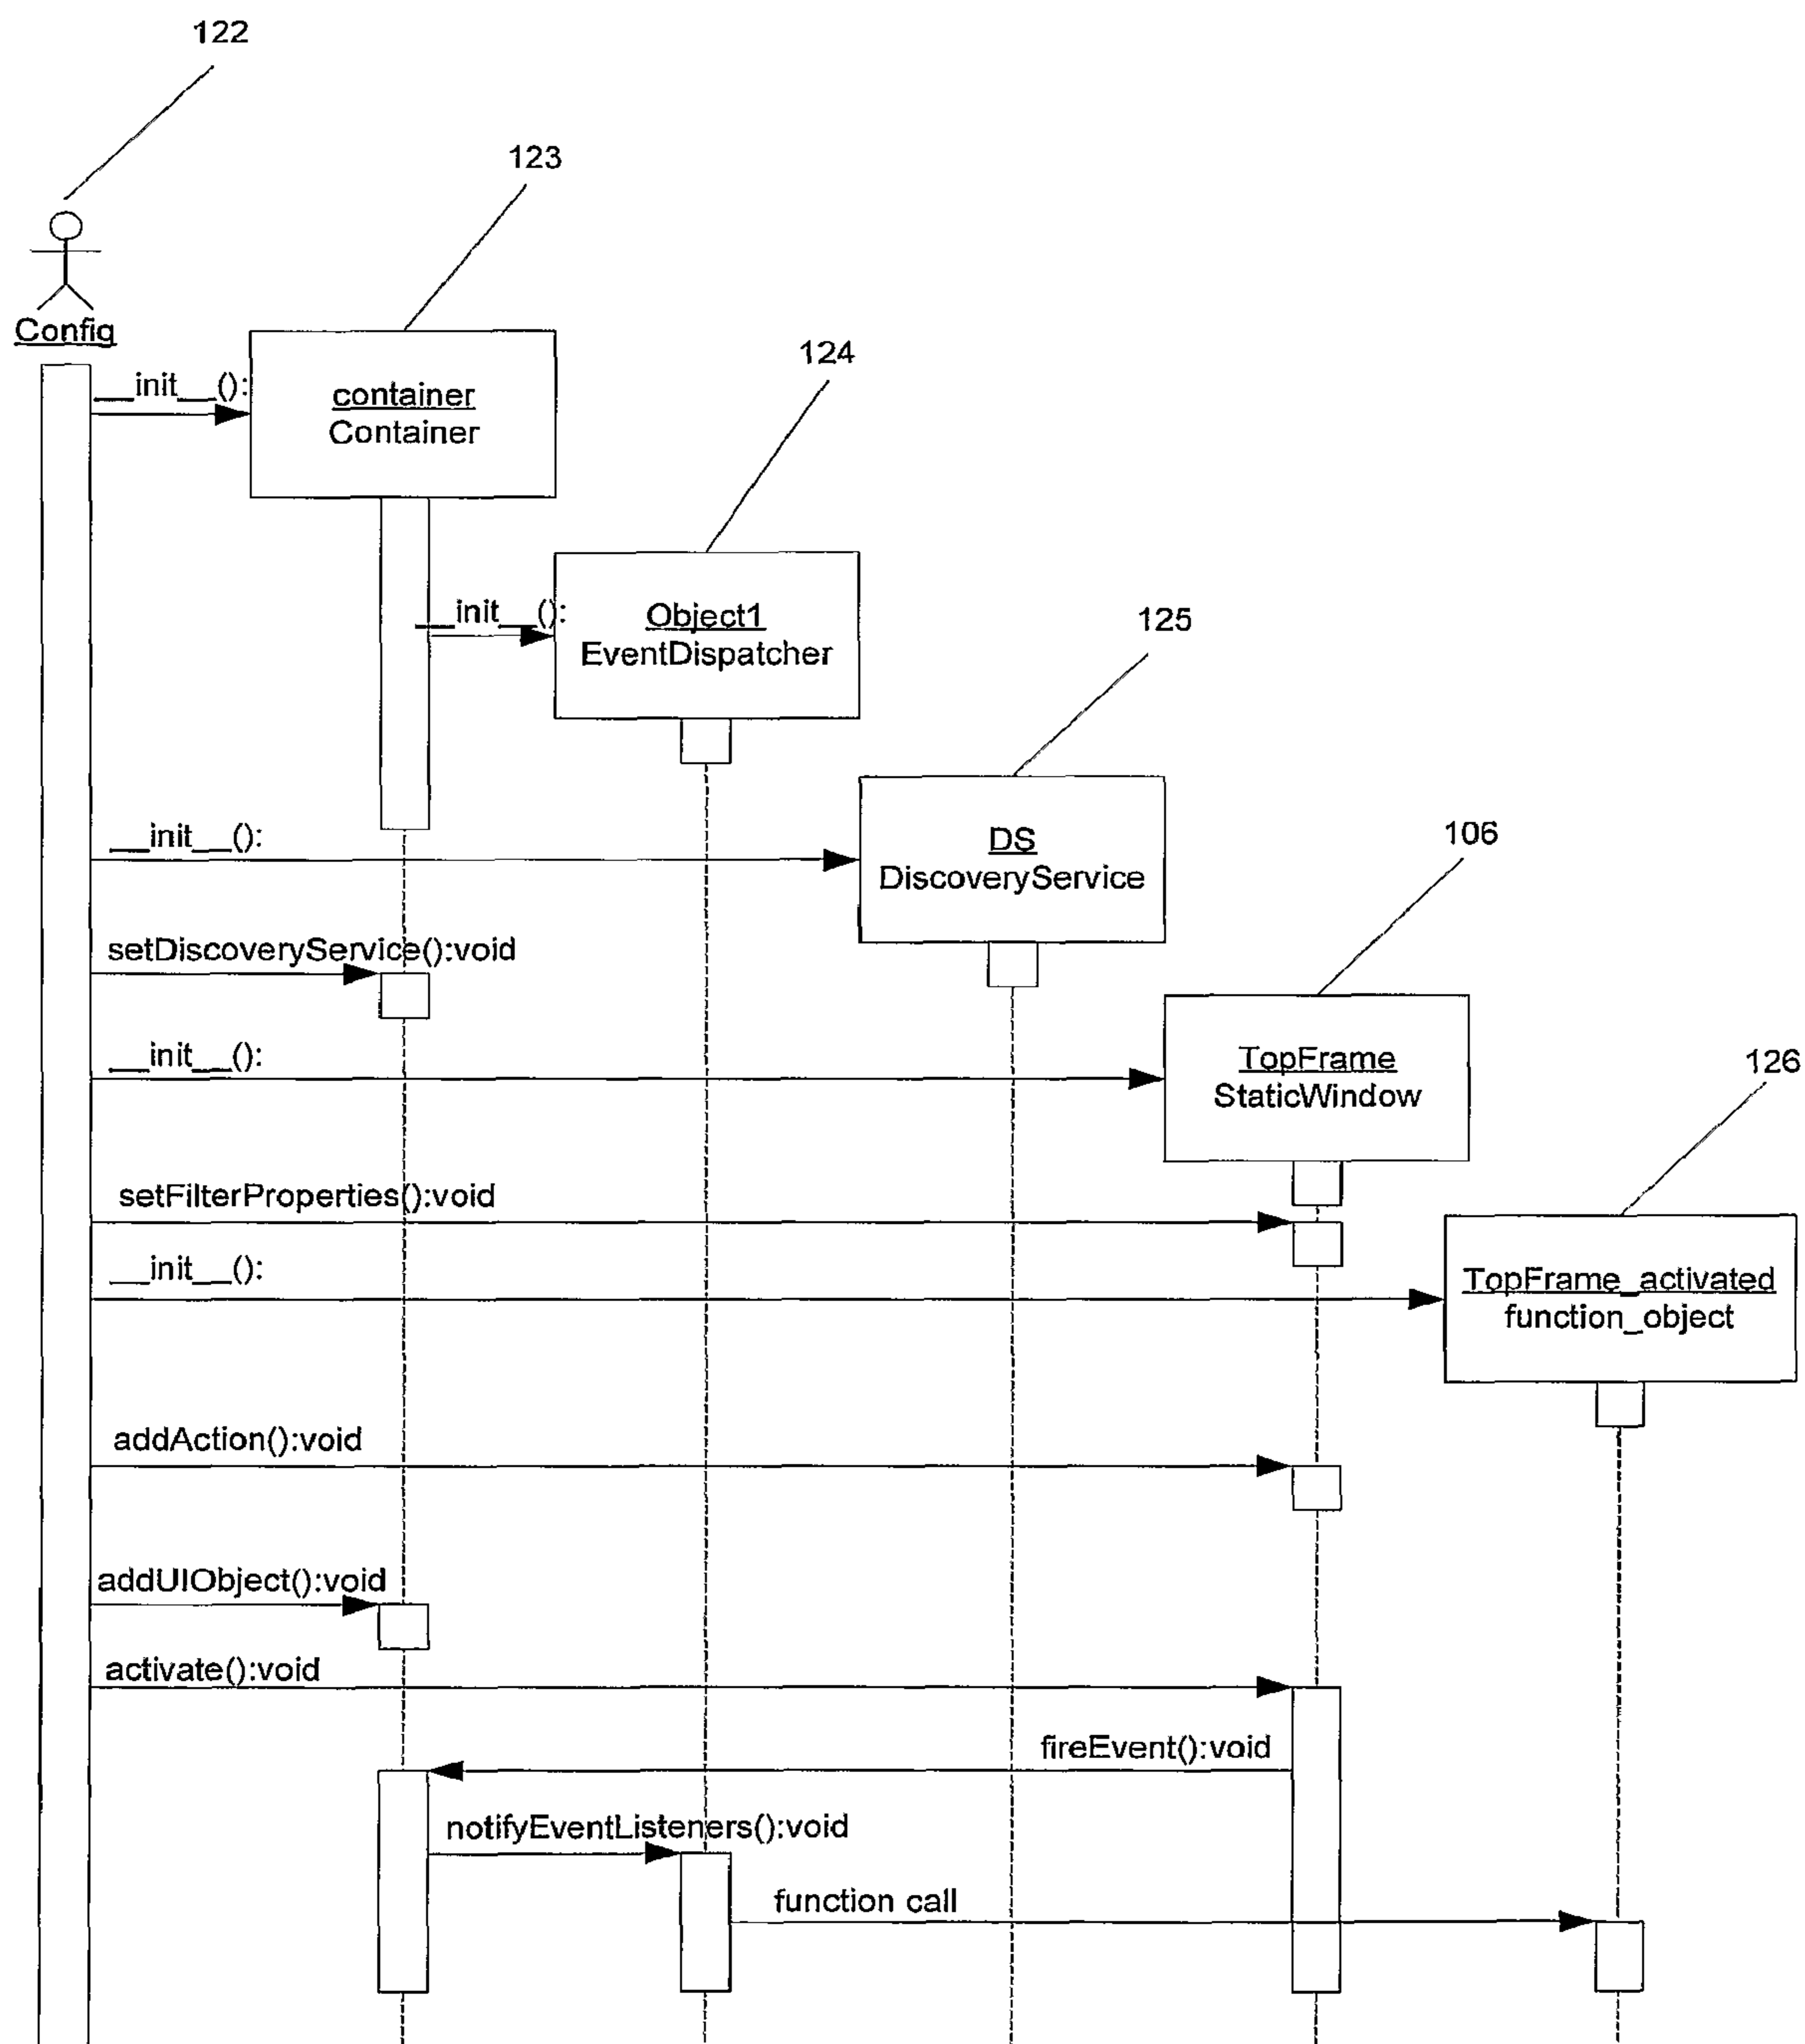 122
123
Config
124
__init__():
container
Container
__init__():
Object1
EventDispatcher
125
__init__():
DS
DiscoveryService
106
setDiscoveryService():void
__init__():
TopFrame
StaticWindow
126
setFilterProperties():void
__init__():
TopFrame_activated
function_object
addAction():void
addUIObject():void
activate():void
fireEvent():void
notifyEventListeners():void
function call